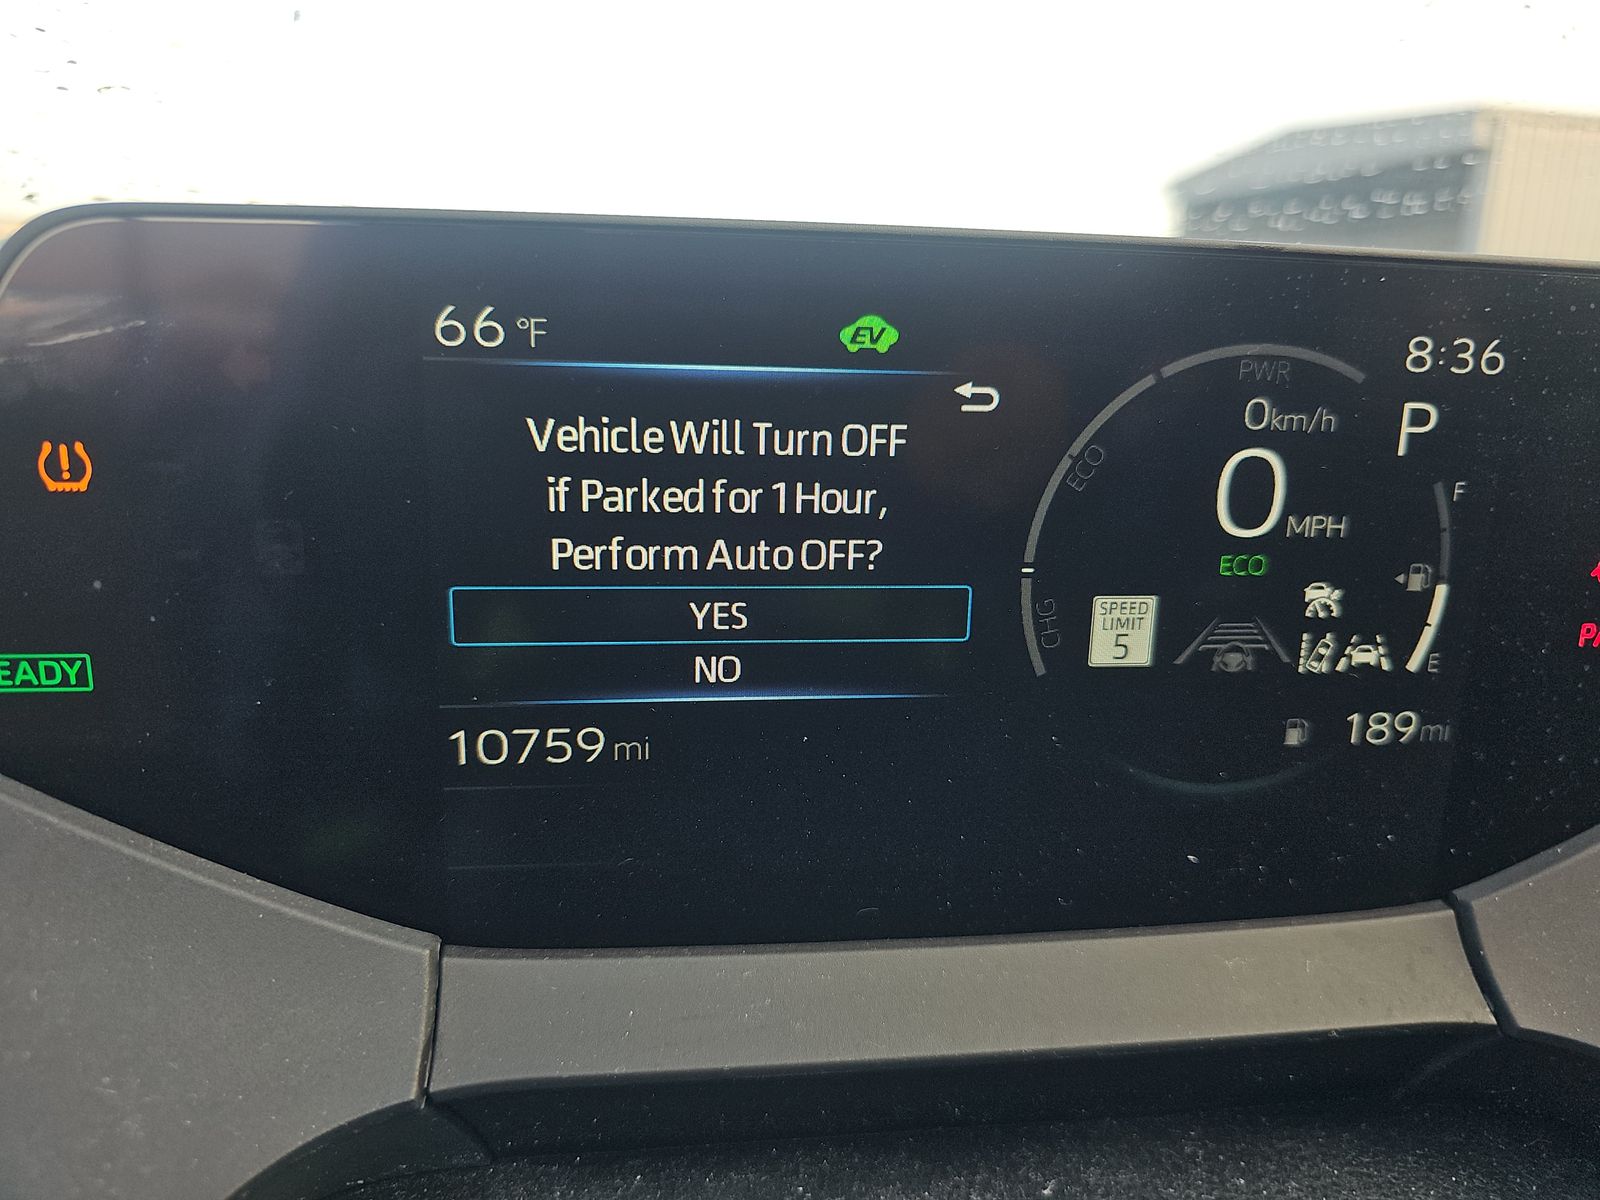 66 °F
EV
8:36
PWR
0 km/h
P
Vehicle Will Turn OFF
if Parked for 1 Hour,
Perform Auto OFF?
ECO
0 MPH
F
ECO
YES
SPEED
LIMIT
5
CHG
NO
E
EADY
10759 mi
189 mi